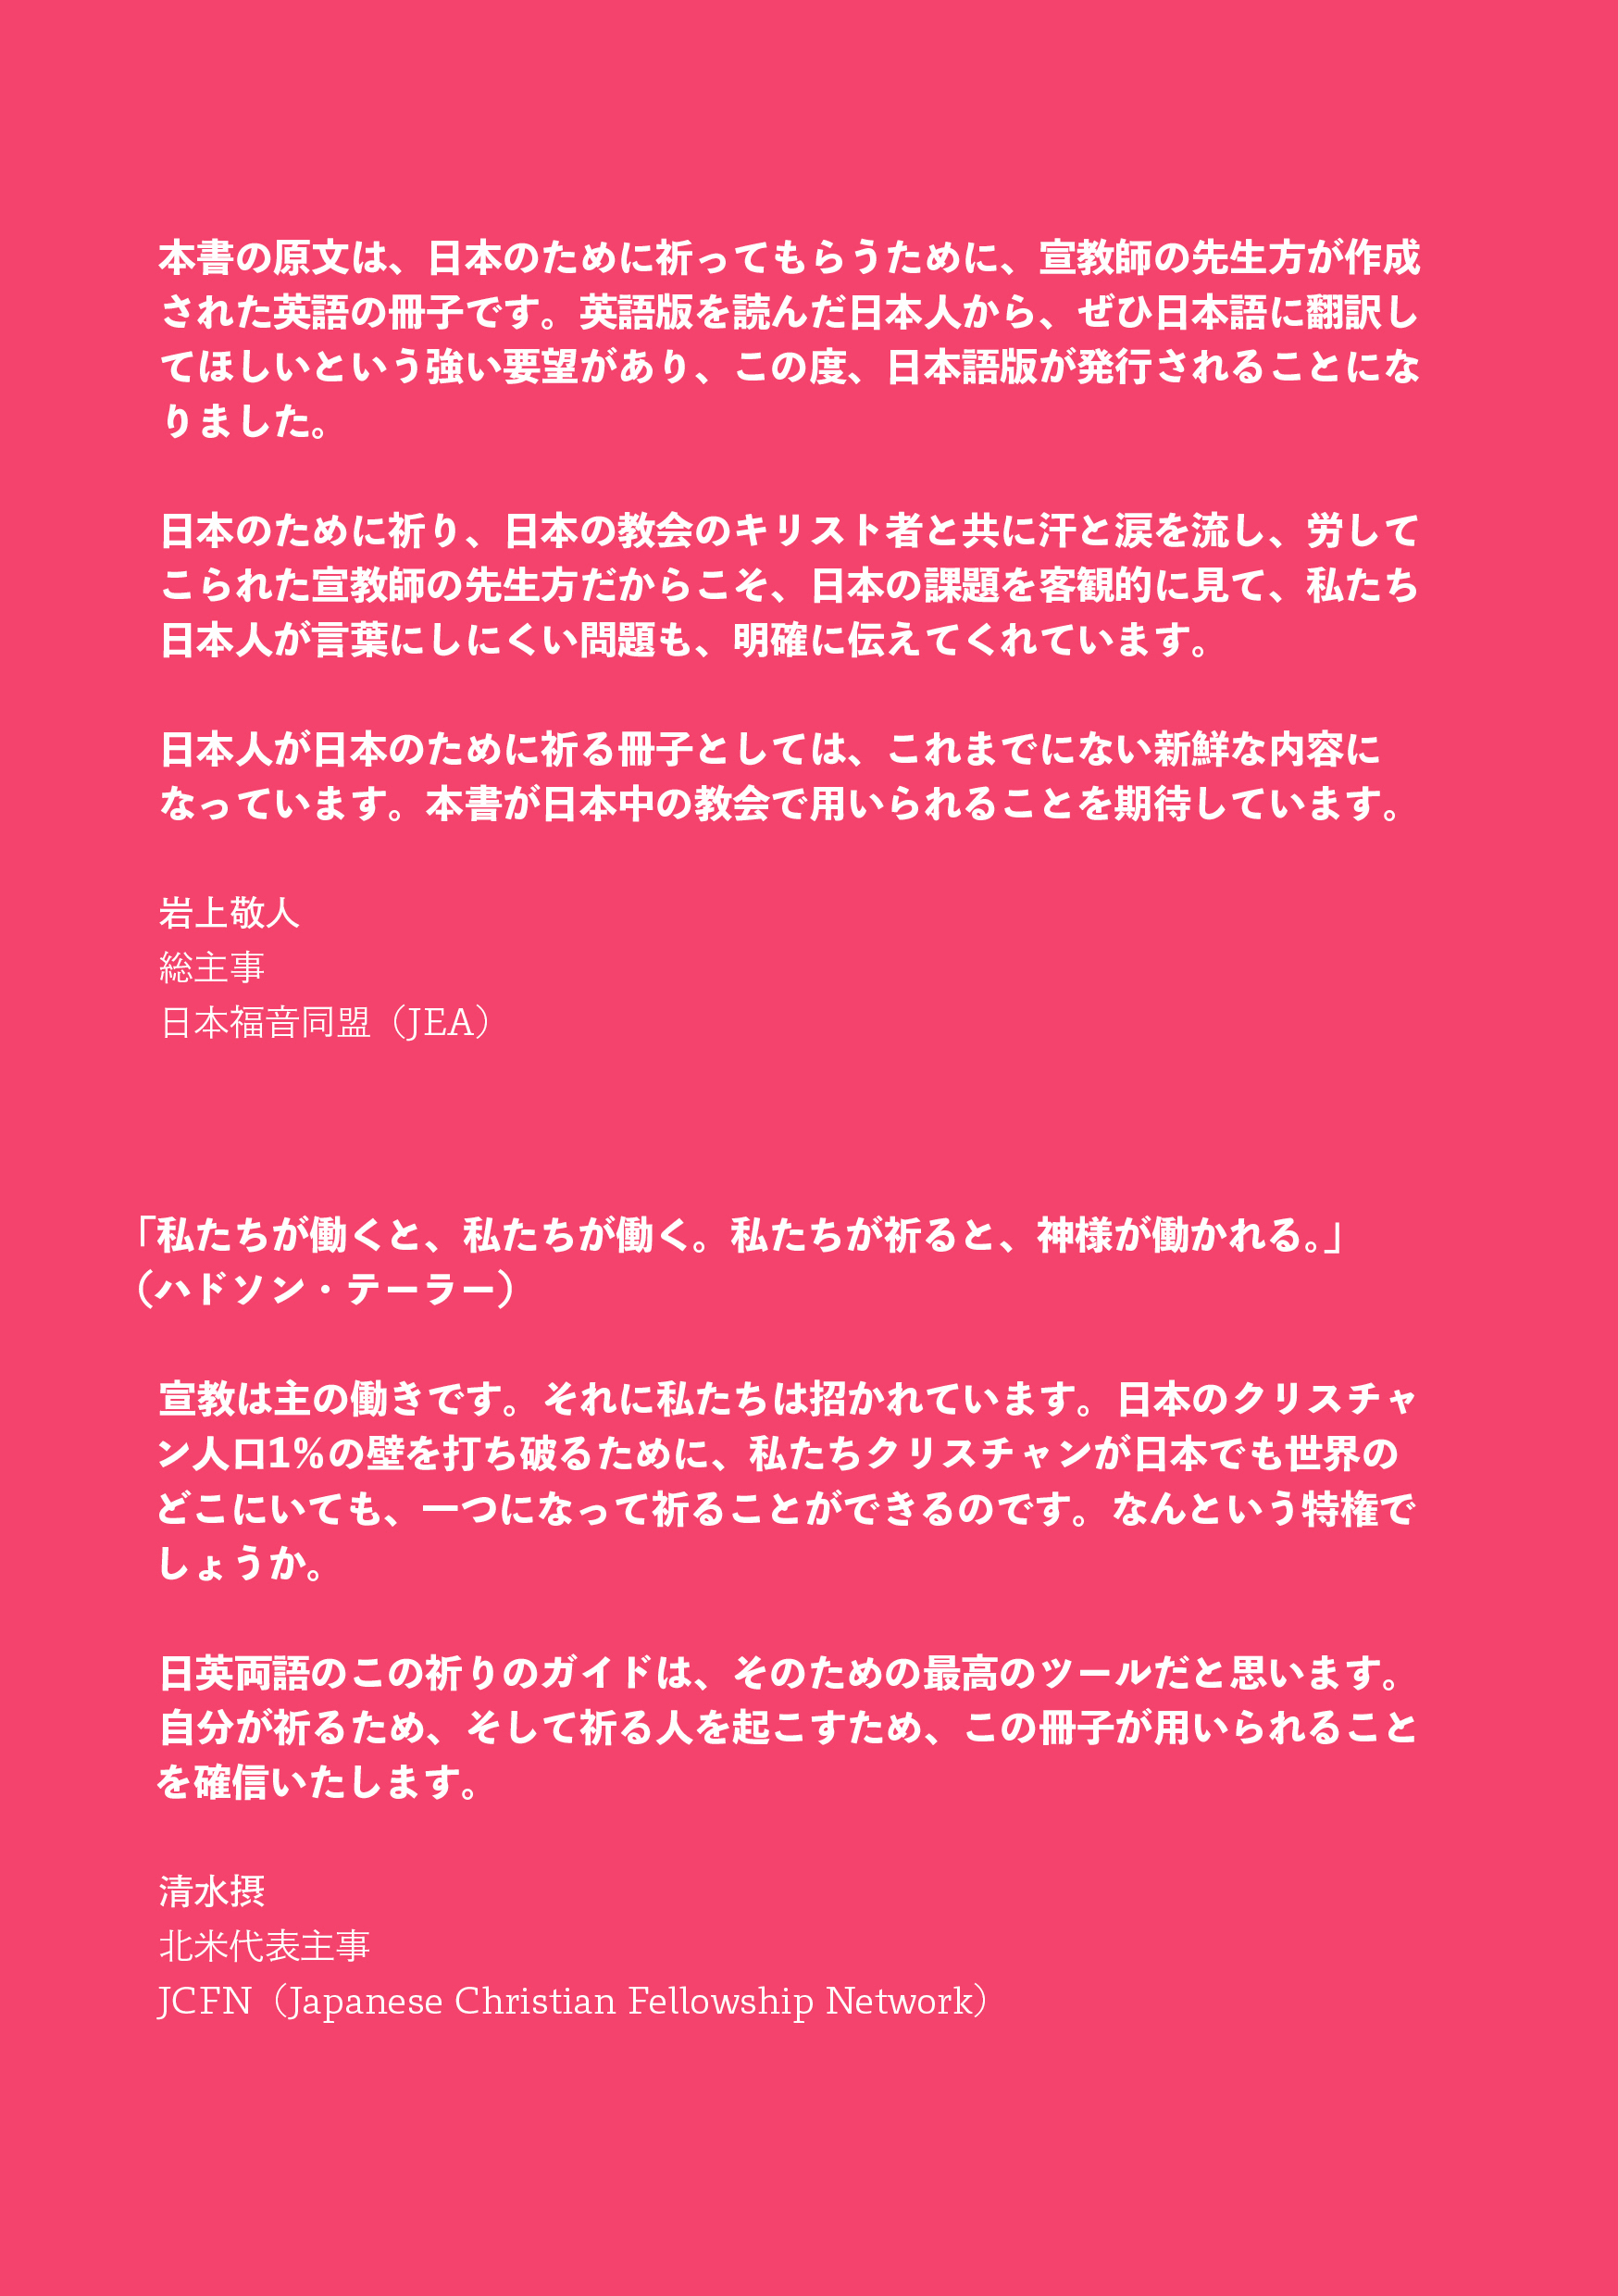 本書の原文は、日本のために祈ってもらうために、宣教師の先生方が作成
された英語の冊子です。英語版を読んだ日本人から、ぜひ日本語に翻訳し
てほしいという強い要望があり、この度、日本語版が発行されることにな
りました。
日本のために祈り、日本の教会のキリスト者と共に汗と涙を流し、労して
こられた宣教師の先生方だからこそ、日本の課題を客観的に見て、私たち
日本人が言葉にしにくい問題も、明確に伝えてくれています。
日本人が日本のために祈る冊子としては、これまでにない新鮮な内容に
なっています。本書が日本中の教会で用いられることを期待しています。
岩上敬人
総主事
日本福音同盟（JEA）
「私たちが働くと、私たちが働く。私たちが祈ると、神様が働かれる。」
（ハドソン・テーラー）
宣教は主の働きです。それに私たちは招かれています。日本のクリスチャ
ン人口1%の壁を打ち破るために、私たちクリスチャンが日本でも世界の
どこにいても、一つになって祈ることができるのです。なんという特権で
しょうか。
日英両語のこの祈りのガイドは、そのための最高のツールだと思います。
自分が祈るため、そして祈る人を起こすため、この冊子が用いられること
を確信いたします。
清水摂
北米代表主事
JCFN（Japanese Christian Fellowship Network）